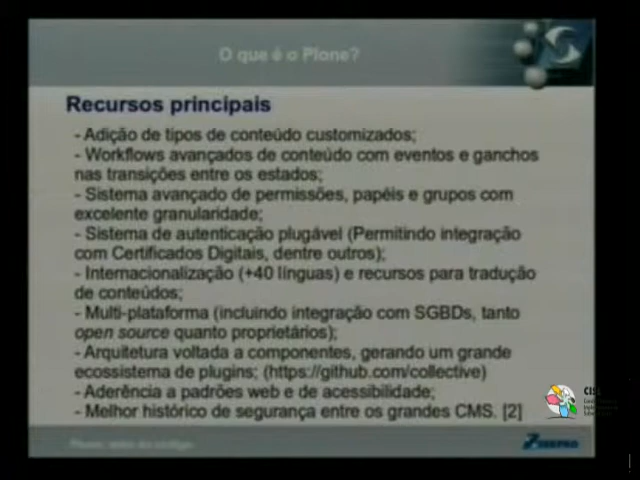 O que é o Plone?
Recursos principais
- Adição de tipos de conteúdo customizados;
- Workflows avançados de conteúdo com eventos e ganchos
nas transições entre os estados;
- Sistema avançado de permissões, papéis e grupos com
excelente granularidade;
- Sistema de autenticação plugável (Permitindo integração
com Certificados Digitais, dentre outros);
- Internacionalização (+40 línguas) e recursos para tradução
de conteúdos;
- Multi-plataforma (incluindo integração com SGBDs, tanto
open source quanto proprietários);
- Arquitetura voltada a componentes, gerando um grande
ecossistema de plugins; (https://github.com/collective)
- Aderência a padrões web e de acessibilidade;
- Melhor histórico de segurança entre os grandes CMS. [2]
SERPRO